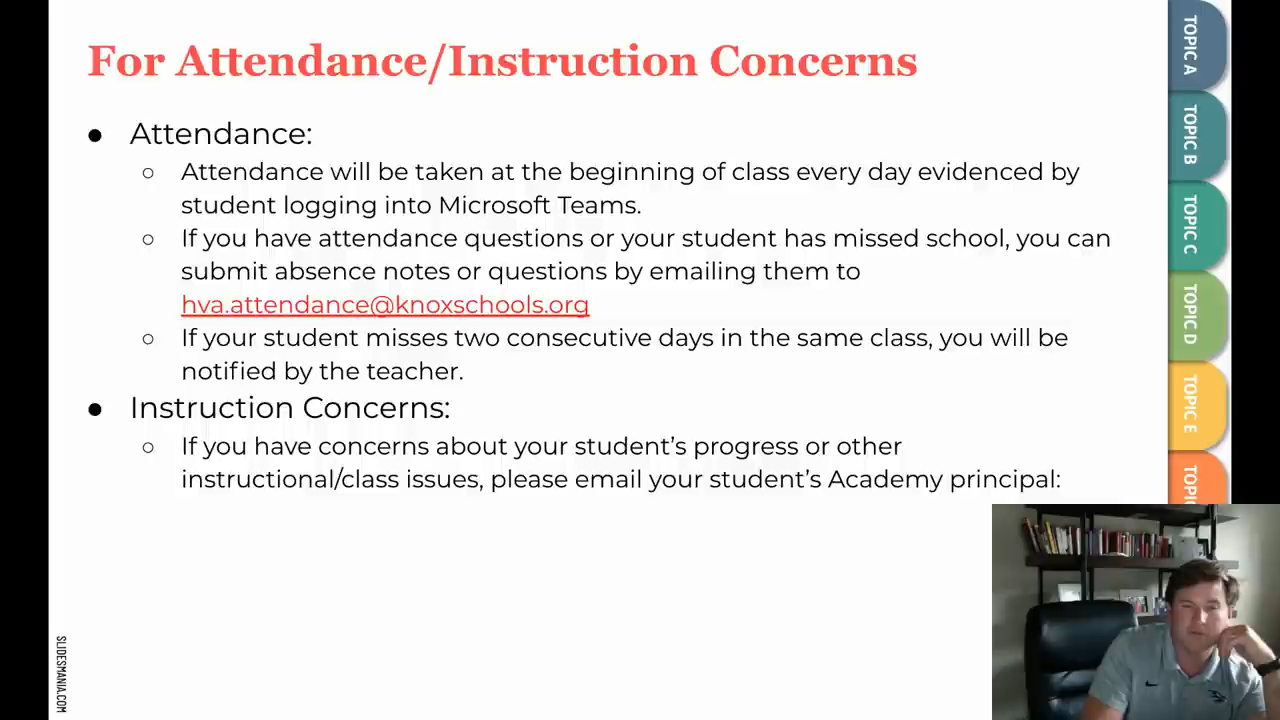 For Attendance/Instruction Concerns
● Attendance:
○ Attendance will be taken at the beginning of class every day evidenced by
student logging into Microsoft Teams.
○ If you have attendance questions or your student has missed school, you can
submit absence notes or questions by emailing them to
hva.attendance@knoxschools.org
○ If your student misses two consecutive days in the same class, you will be
notified by the teacher.
● Instruction Concerns:
○ If you have concerns about your student’s progress or other
instructional/class issues, please email your student’s Academy principal:
TOPIC A
TOPIC B
TOPIC C
TOPIC D
TOPIC E
TOPIC
SLIDESMANIA.COM